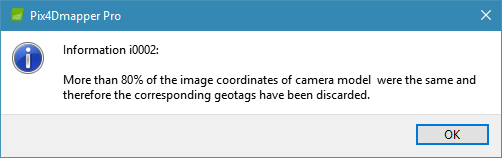 Pix4Dmapper Pro
Information i0002:
More than 80% of the image coordinates of camera model  were the same and
therefore the corresponding geotags have been discarded.
OK